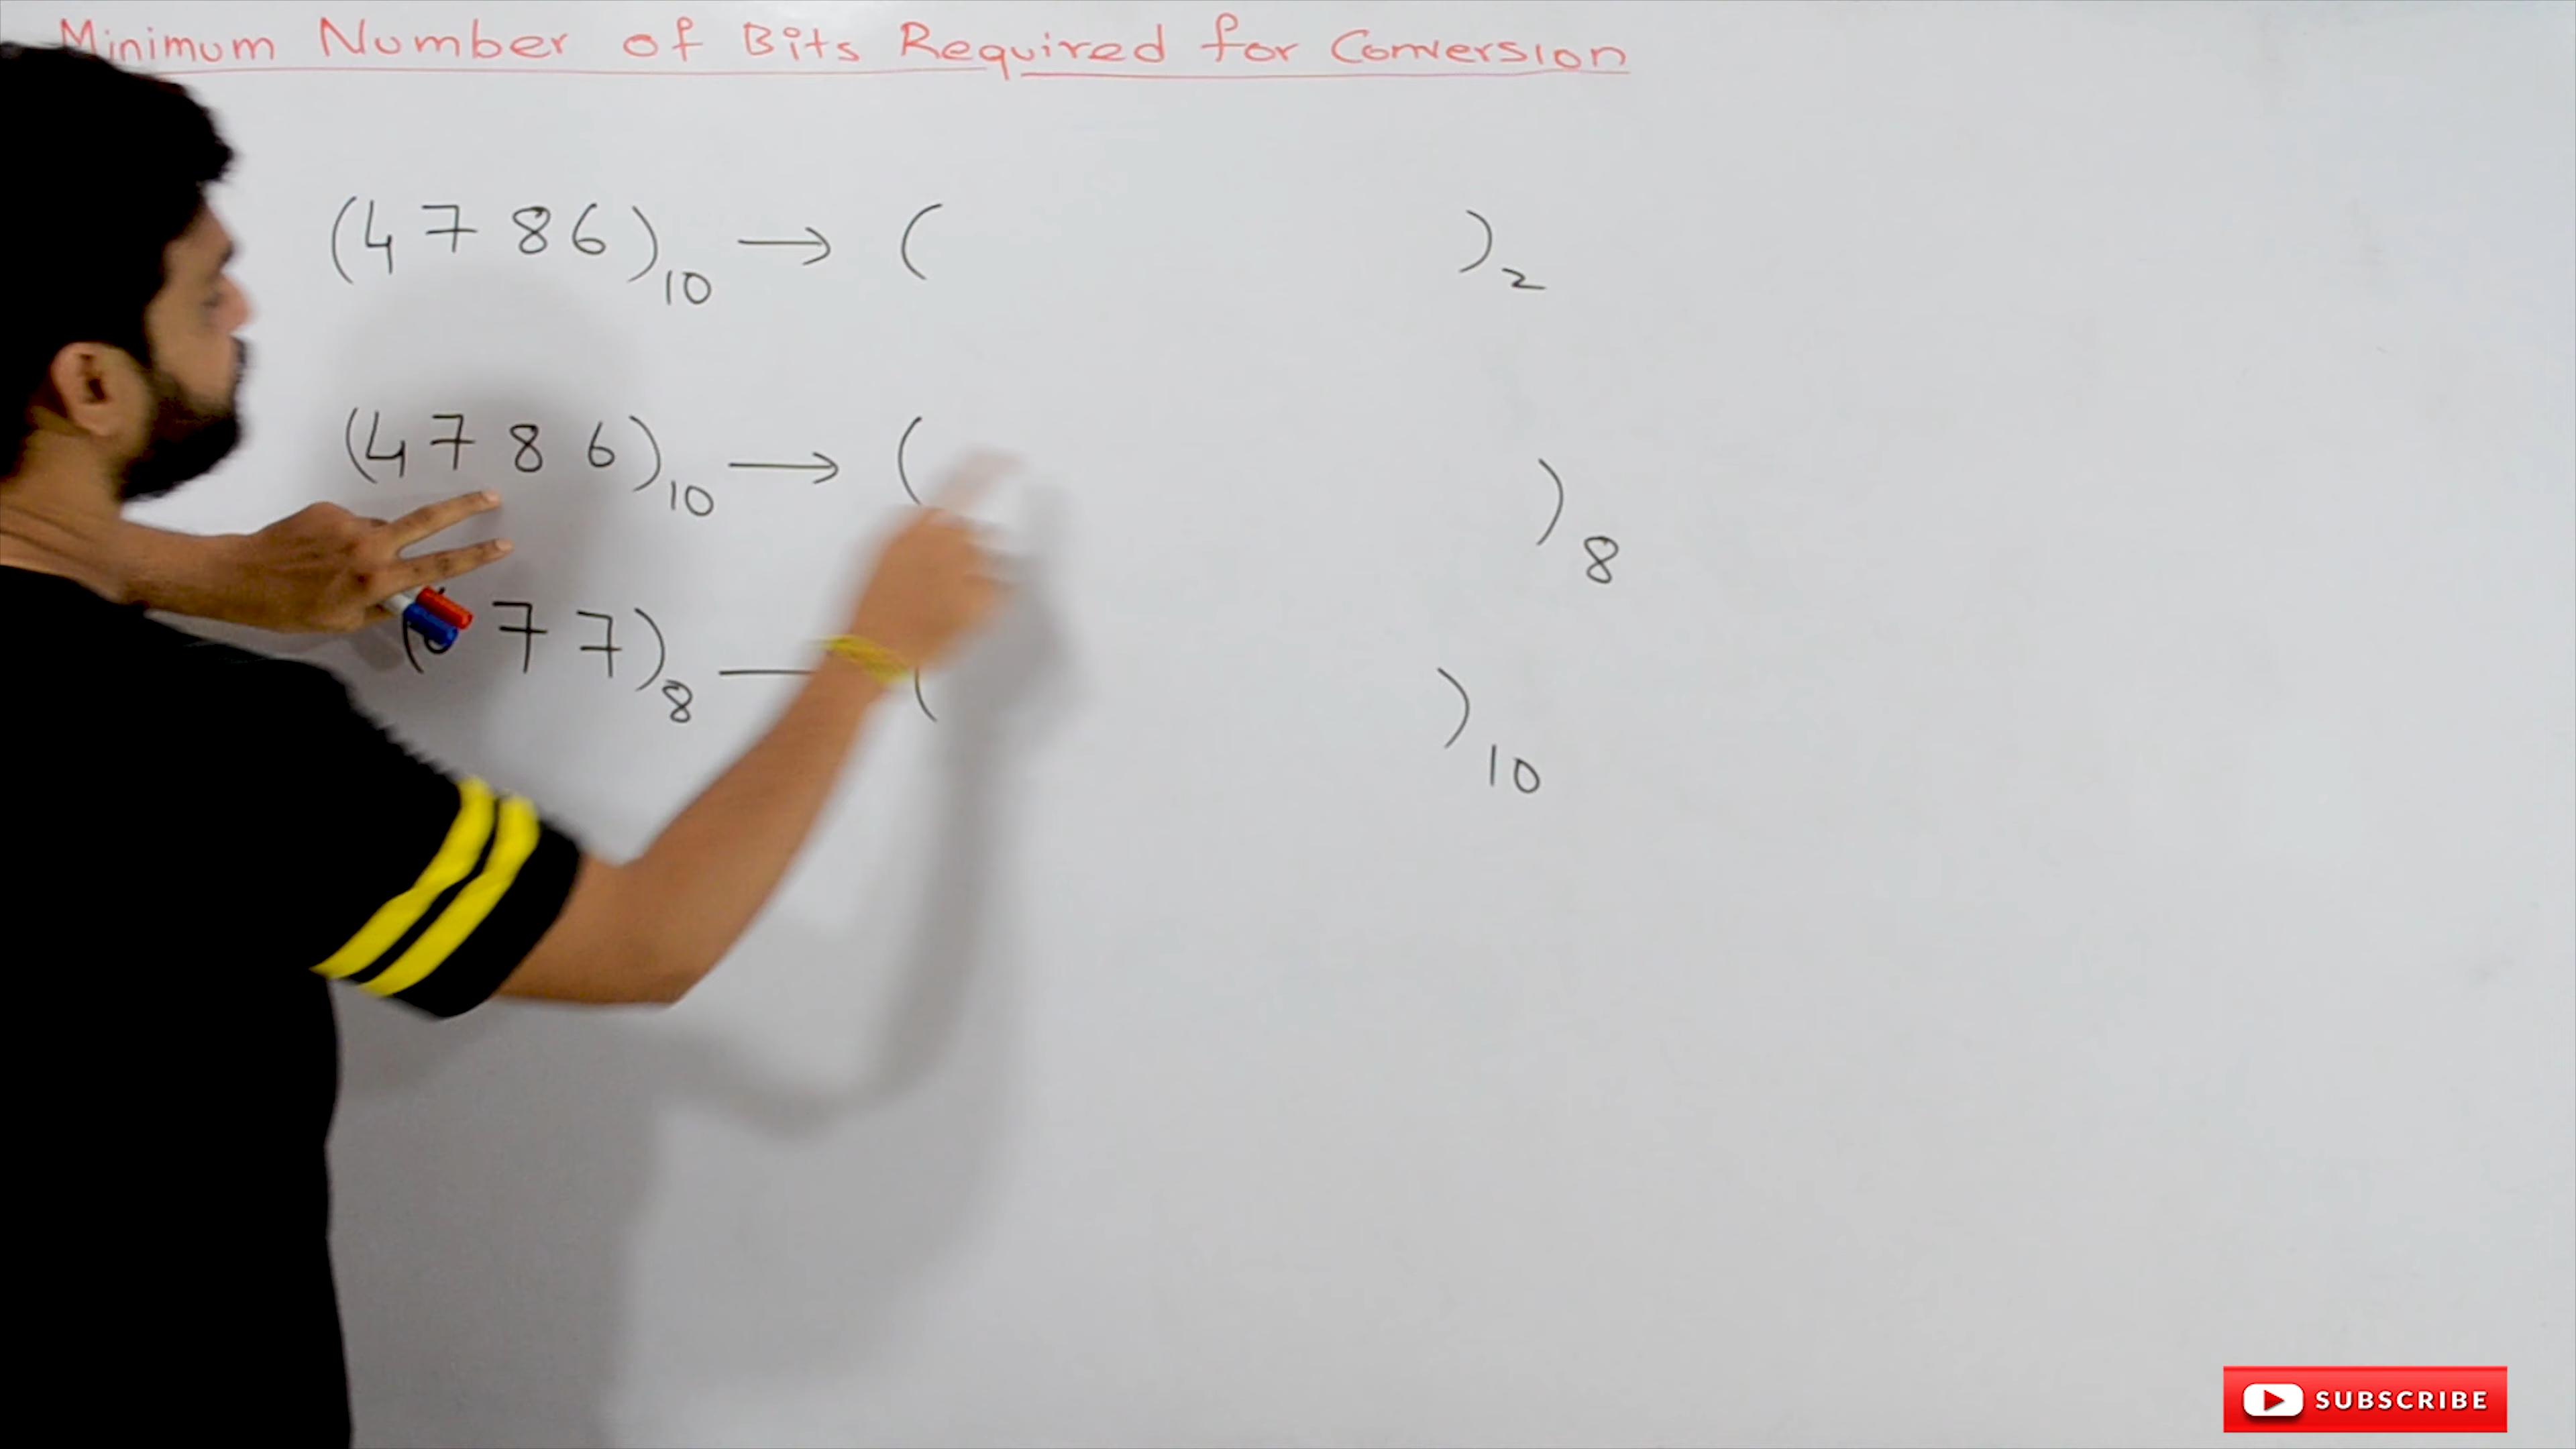 Minimum Number of Bits Required for Conversion
(4786)10 → ( )2
(4786)10 → ( )8
( 77)8 — ( )10
SUBSCRIBE